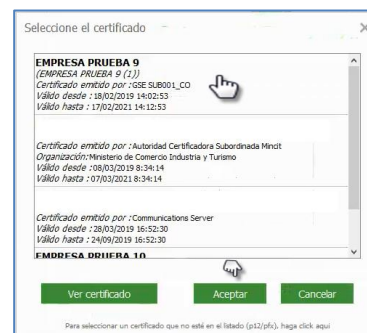 Seleccione el certificado
EMPRESA PRUEBA 9
(EMPRESA PRUEBA 9 (1))
Certificado emitido por :GSE SUB001_CO
Válido desde :18/02/2019 14:02:53
Válido hasta :17/02/2021 14:12:53
Certificado emitido por :Autoridad Certificadora Subordinada Mincit
Organización:Ministerio de Comercio Industria y Turismo
Válido desde :08/03/2019 8:34:14
Válido hasta :07/03/2021 8:34:14
Certificado emitido por :Communications Server
Válido desde :28/03/2019 16:52:30
Válido hasta :24/09/2019 16:52:30
EMPRESA PRUEBA 10
Ver certificado Aceptar Cancelar
Para seleccionar un certificado que no esté en el listado (p12/pfx), haga click aqui